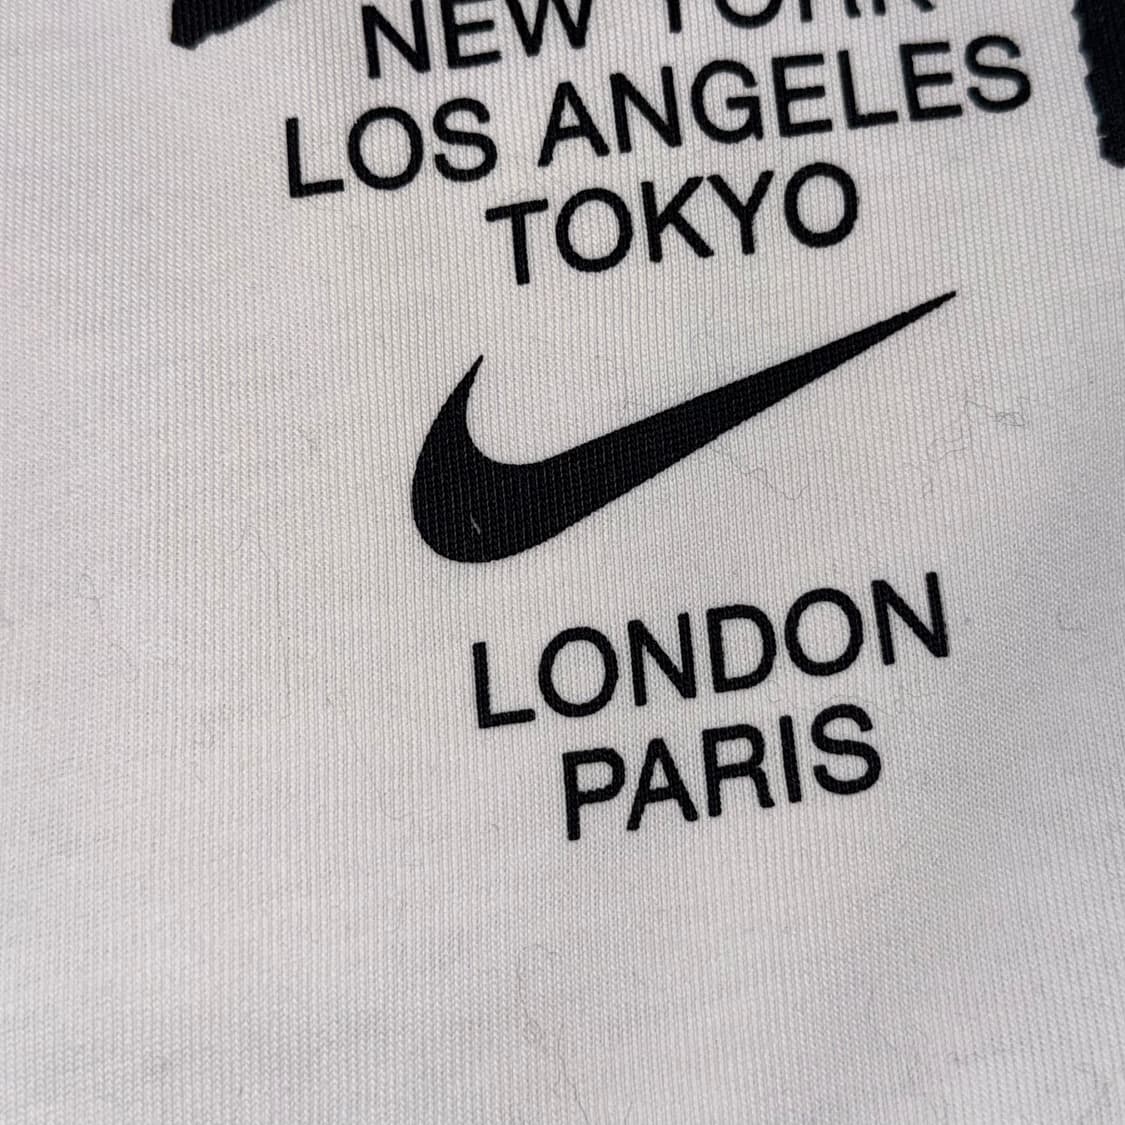 NEW YORK
LOS ANGELES
TOKYO
LONDON
PARIS